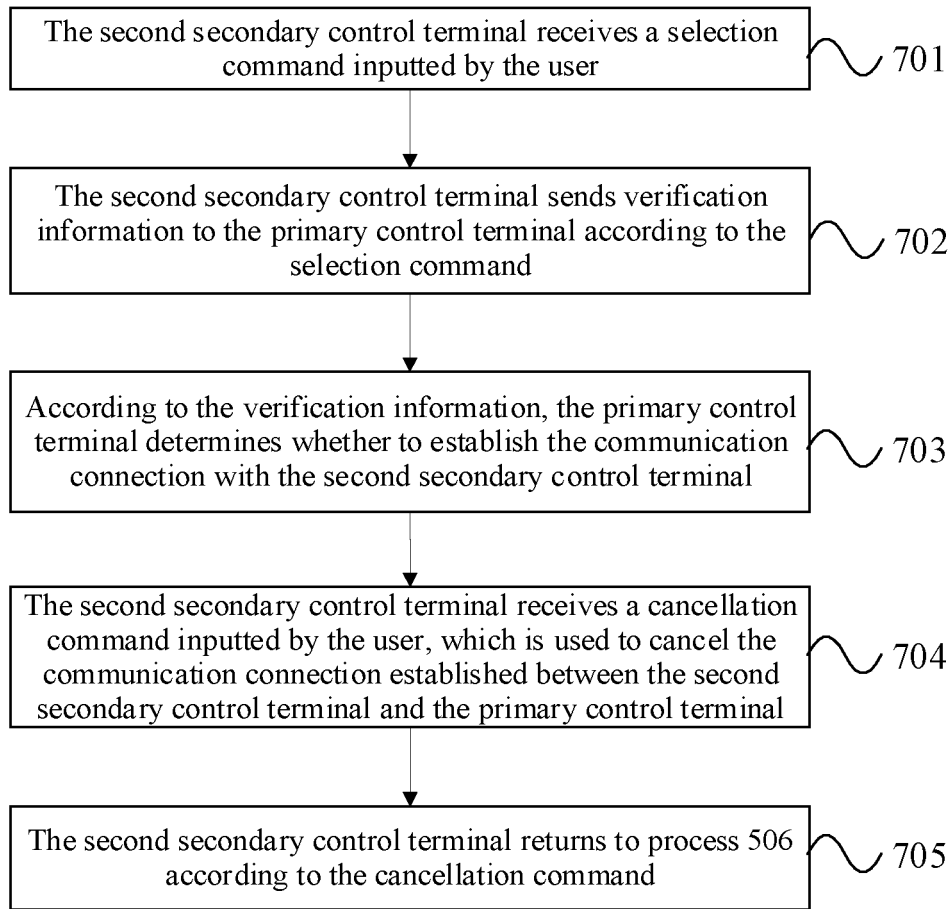 The second secondary control terminal receives a selection
command inputted by the user
701
The second secondary control terminal sends verification
information to the primary control terminal according to the
selection command
702
According to the verification information, the primary control
terminal determines whether to establish the communication
connection with the second secondary control terminal
703
The second secondary control terminal receives a cancellation
command inputted by the user, which is used to cancel the
communication connection established between the second
secondary control terminal and the primary control terminal
704
The second secondary control terminal returns to process 506
according to the cancellation command
705